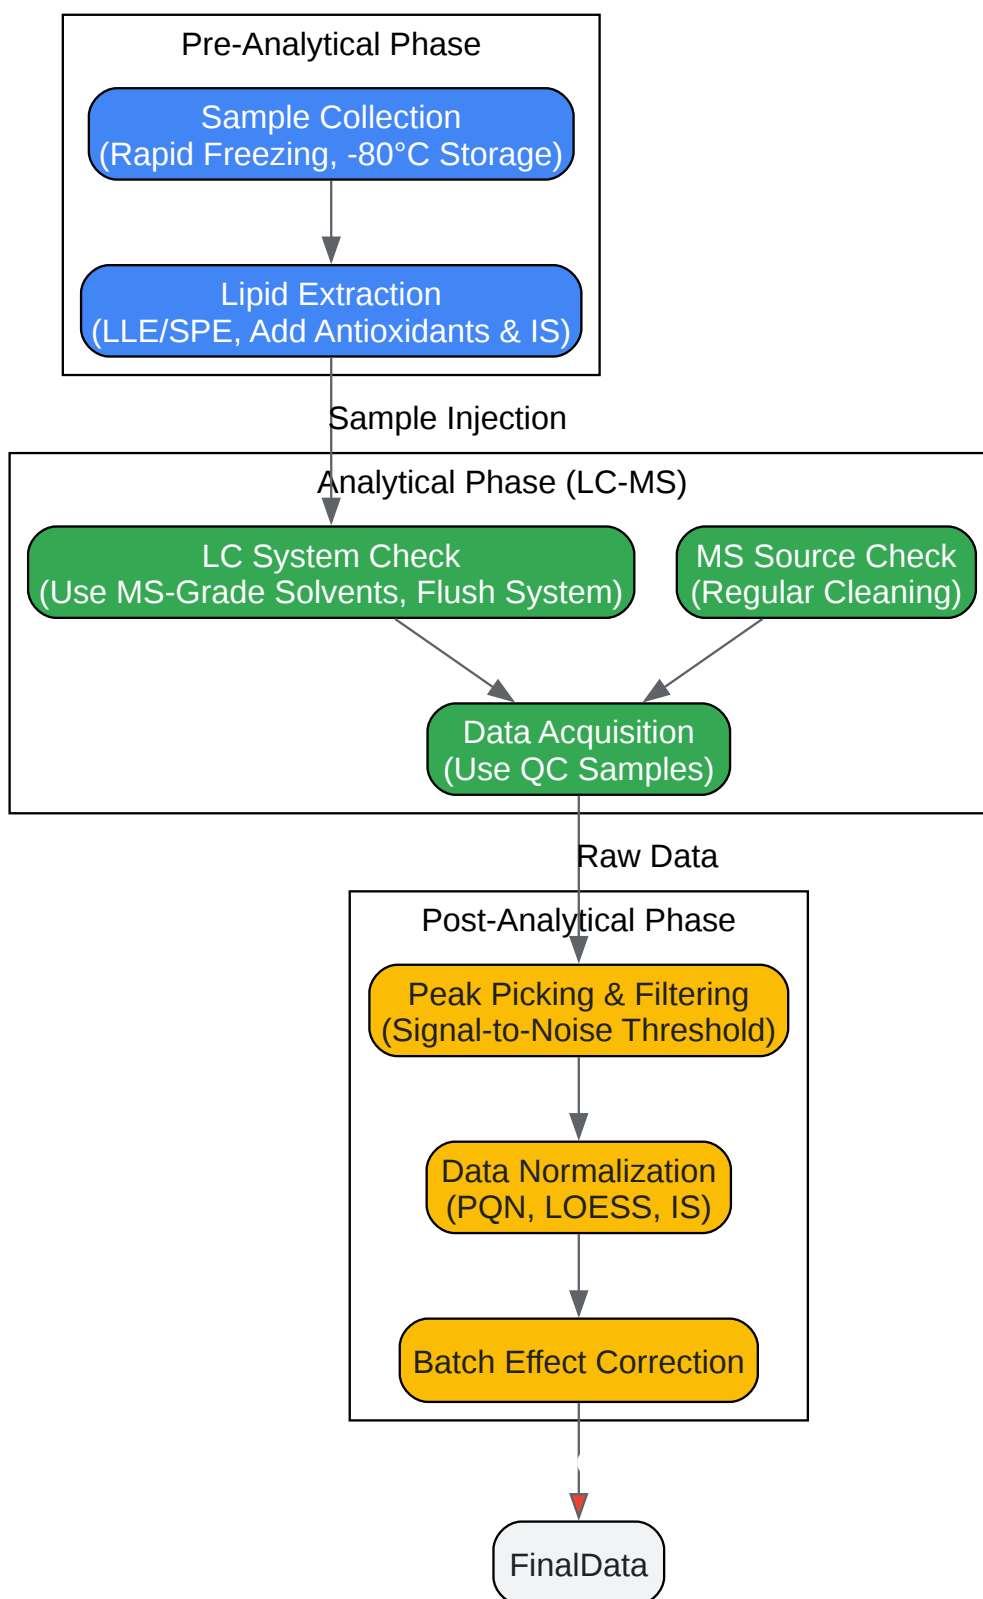 Pre-Analytical Phase
Sample Collection
(Rapid Freezing, -80°C Storage)
Lipid Extraction
(LLE/SPE, Add Antioxidants & IS)
Sample Injection
Analytical Phase (LC-MS)
LC System Check
(Use MS-Grade Solvents, Flush System)
MS Source Check
(Regular Cleaning)
Data Acquisition
(Use QC Samples)
Raw Data
Post-Analytical Phase
Peak Picking & Filtering
(Signal-to-Noise Threshold)
Data Normalization
(PQN, LOESS, IS)
Batch Effect Correction
FinalData